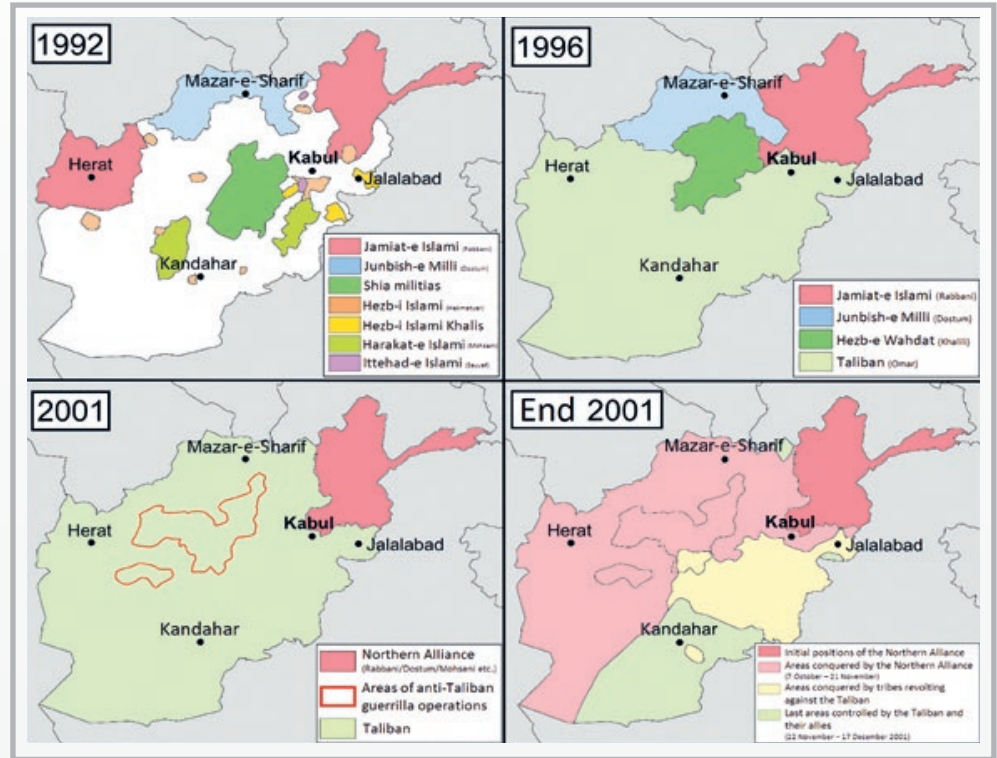 1992
Mazar-e-Sharif
Herat
Kabul
Jalalabad
Kandahar
Jamiat-e Islami (Rabbani)
Junbish-e Milli (Dostum)
Shia militias
Hezb-i Islami
Hezb-i Islami Khalis
Harakat-e Islami
Ittehad-e Islami
1996
Mazar-e-Sharif
Herat
Kabul
Jalalabad
Kandahar
Jamiat-e Islami (Rabbani)
Junbish-e Milli (Dostum)
Hezb-e Wahdat (Khalili)
Taliban (Omar)
2001
Mazar-e-Sharif
Herat
Kabul
Jalalabad
Kandahar
Northern Alliance
(Rabbani/Dostum/Mohseni etc.)
Areas of anti-Taliban
guerrilla operations
Taliban
End 2001
Mazar-e-Sharif
Herat
Kabul
Jalalabad
Kandahar
Initial positions of the Northern Alliance
Areas conquered by the Northern Alliance
(7 October – 21 November)
Areas conquered by tribes revolting
against the Taliban
Last areas controlled by the Taliban and
their allies
(22 November – 17 December 2001)